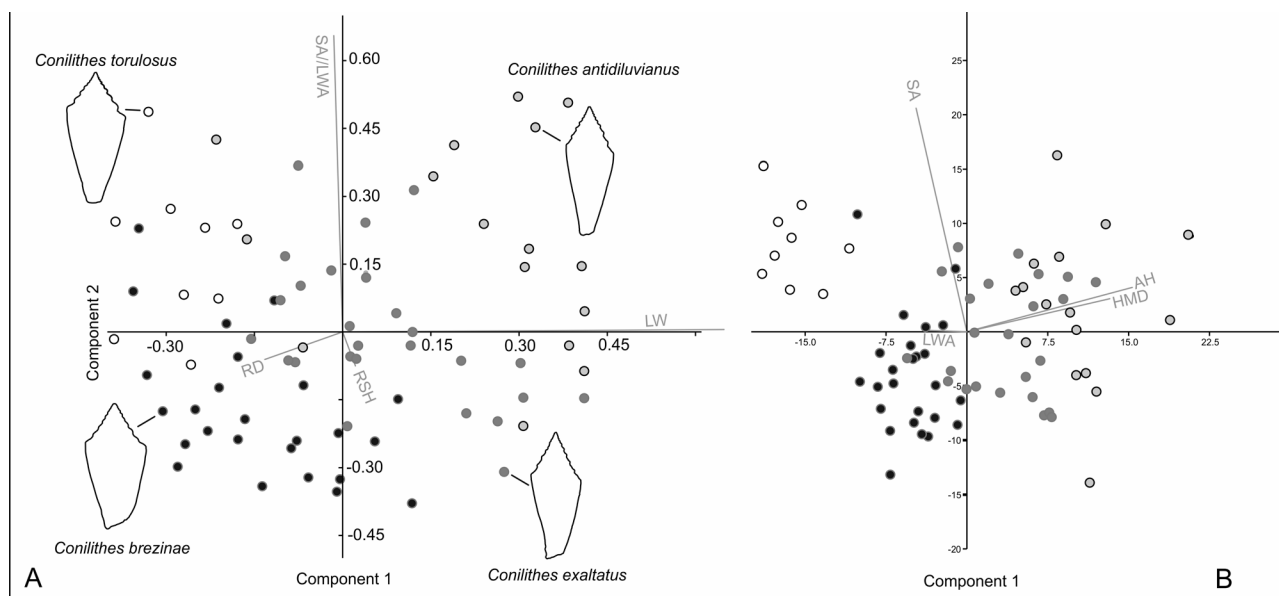 Conilithes torulosus
Conilithes antidiluvianus
SA//LWA
0.60
0.45
0.30
0.15
Component 2
-0.30
0.15
0.30
0.45
LW
RD
RSH
-0.30
-0.45
Conilithes brezinae
Conilithes exaltatus
Component 1
A
25
20
15
10
5
SA
AH
HMD
-15.0
-7.5
7.5
15.0
22.5
LWA
-5
-10
-15
-20
Component 1
B